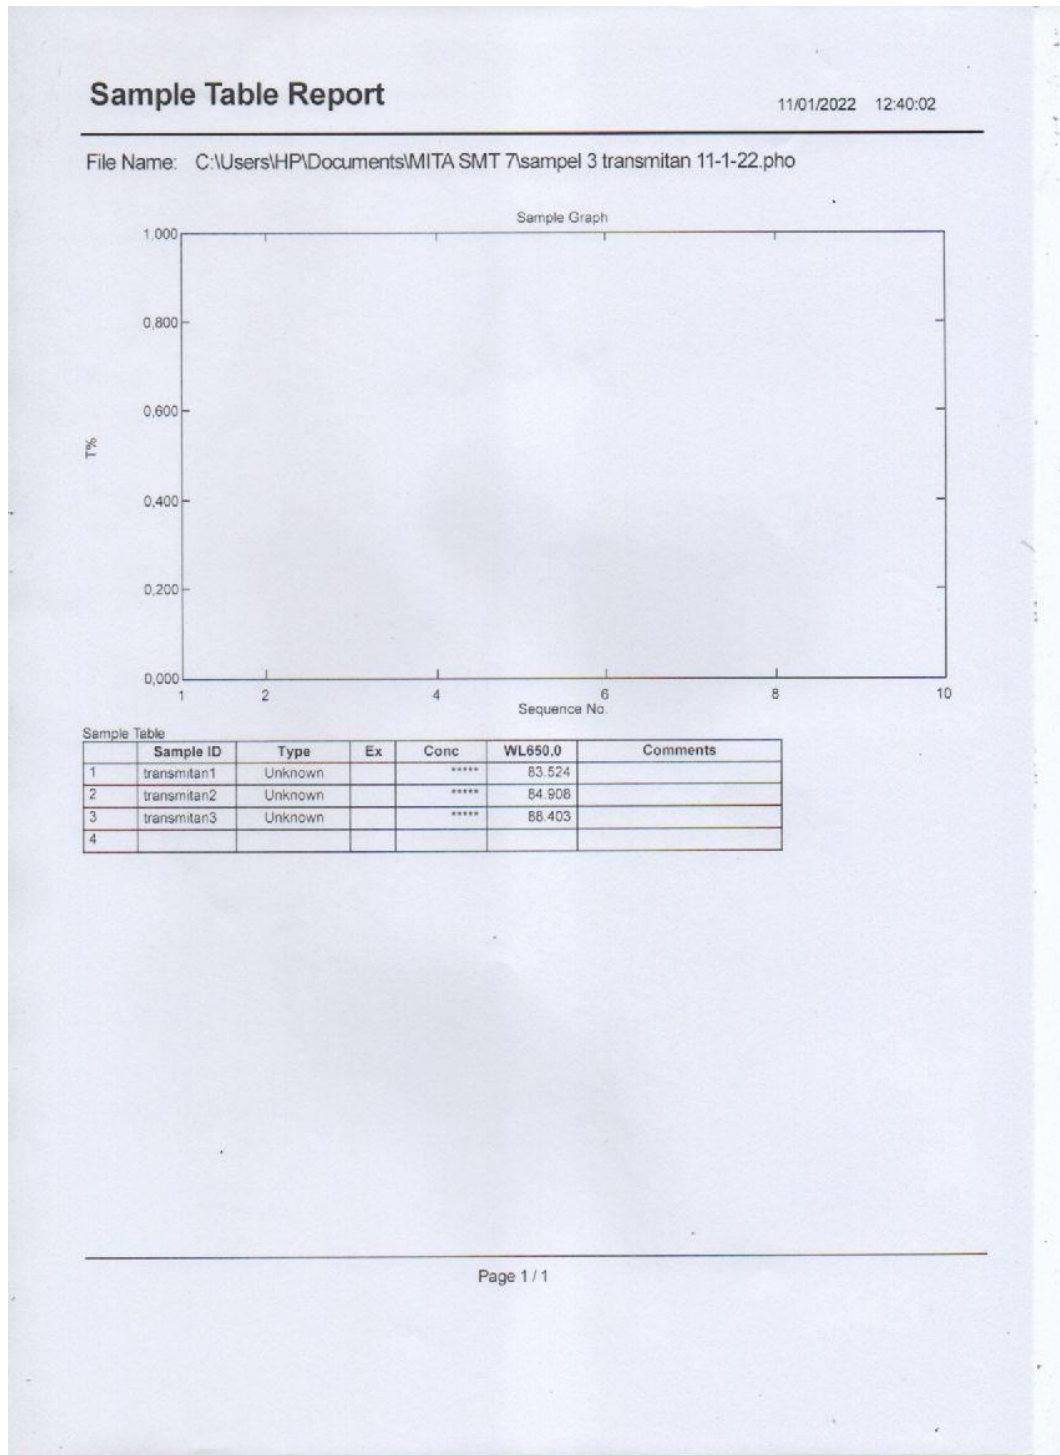 Sample Table Report
11/01/2022 12:40:02
File Name: C:\Users\HP\Documents\MITA SMT 7\sampel 3 transmitan 11-1-22.pho
Sample Graph
1,000
0,800
0,600
T%
0,400
0,200
0,000
1 2 4 6 8 10
Sequence No.
Sample Table
Sample ID Type Ex Conc WL650,0 Comments
1 transmitan1 Unknown ***** 83.524
2 transmitan2 Unknown ***** 84.908
3 transmitan3 Unknown ***** 88.403
4
Page 1 / 1